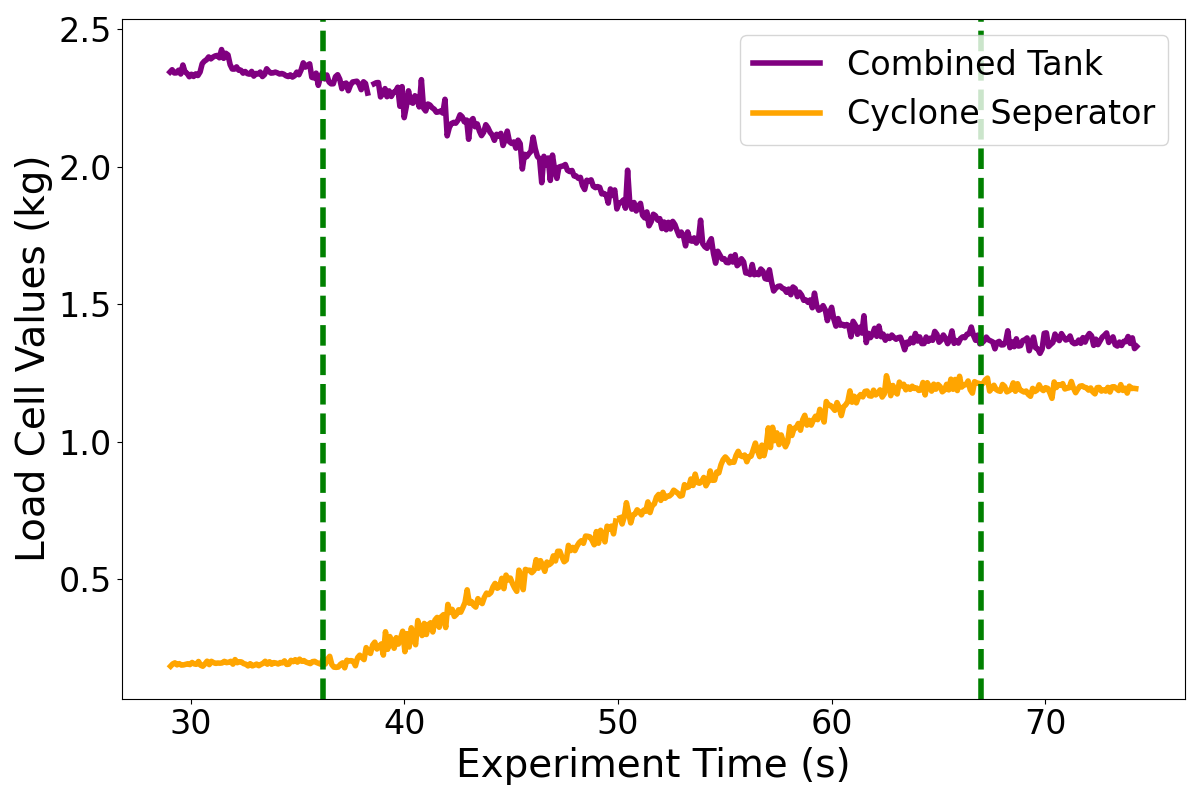 Load Cell Values (kg)
2.5
2.0
1.5
1.0
0.5
Combined Tank
Cyclone Seperator
30 40 50 60 70
Experiment Time (s)